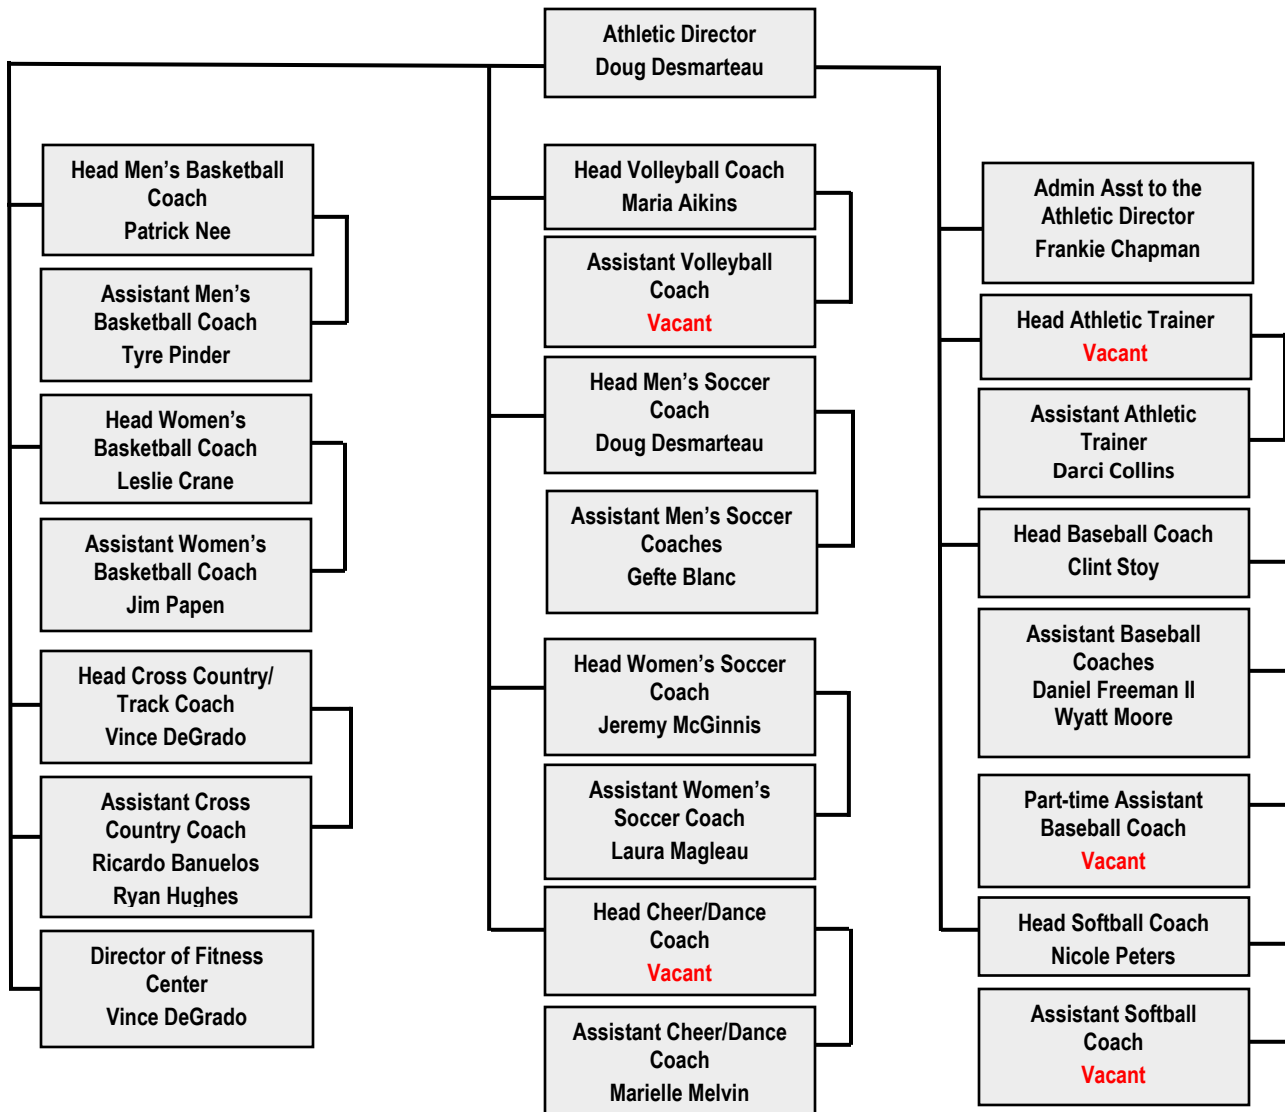 Athletic Director
Doug Desmarteau
Head Men’s Basketball
Coach
Patrick Nee
Assistant Men’s
Basketball Coach
Tyre Pinder
Head Women’s
Basketball Coach
Leslie Crane
Assistant Women’s
Basketball Coach
Jim Papen
Head Cross Country/
Track Coach
Vince DeGrado
Assistant Cross
Country Coach
Ricardo Banuelos
Ryan Hughes
Director of Fitness
Center
Vince DeGrado
Head Volleyball Coach
Maria Aikins
Assistant Volleyball
Coach
Vacant
Head Men’s Soccer
Coach
Doug Desmarteau
Assistant Men’s Soccer
Coaches
Gefte Blanc
Head Women’s Soccer
Coach
Jeremy McGinnis
Assistant Women’s
Soccer Coach
Laura Magleau
Head Cheer/Dance
Coach
Vacant
Assistant Cheer/Dance
Coach
Marielle Melvin
Admin Asst to the
Athletic Director
Frankie Chapman
Head Athletic Trainer
Vacant
Assistant Athletic
Trainer
Darci Collins
Head Baseball Coach
Clint Stoy
Assistant Baseball
Coaches
Daniel Freeman II
Wyatt Moore
Part-time Assistant
Baseball Coach
Vacant
Head Softball Coach
Nicole Peters
Assistant Softball
Coach
Vacant